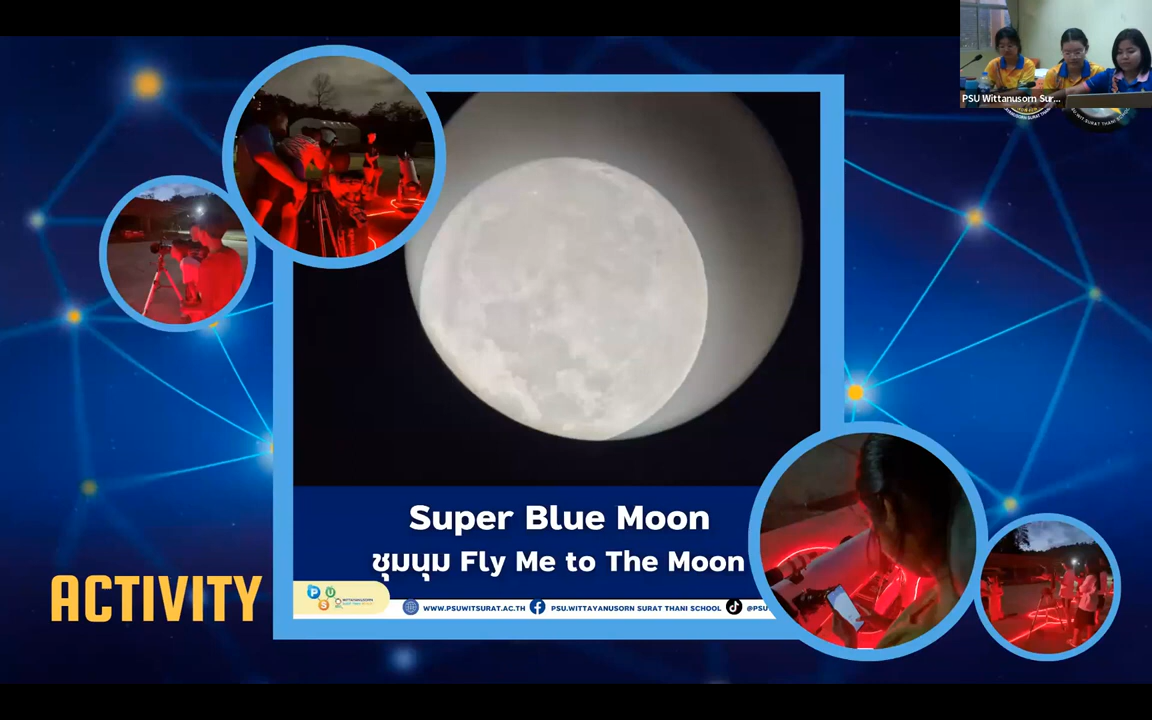 PSU Wittanusorn Sur...
Super Blue Moon
ชุมนุม Fly Me to The Moon
ACTIVITY
P U S
WWW.PSUWITSURAT.AC.TH PSU.WITTAYANUSORN SURAT THANI SCHOOL @PSU